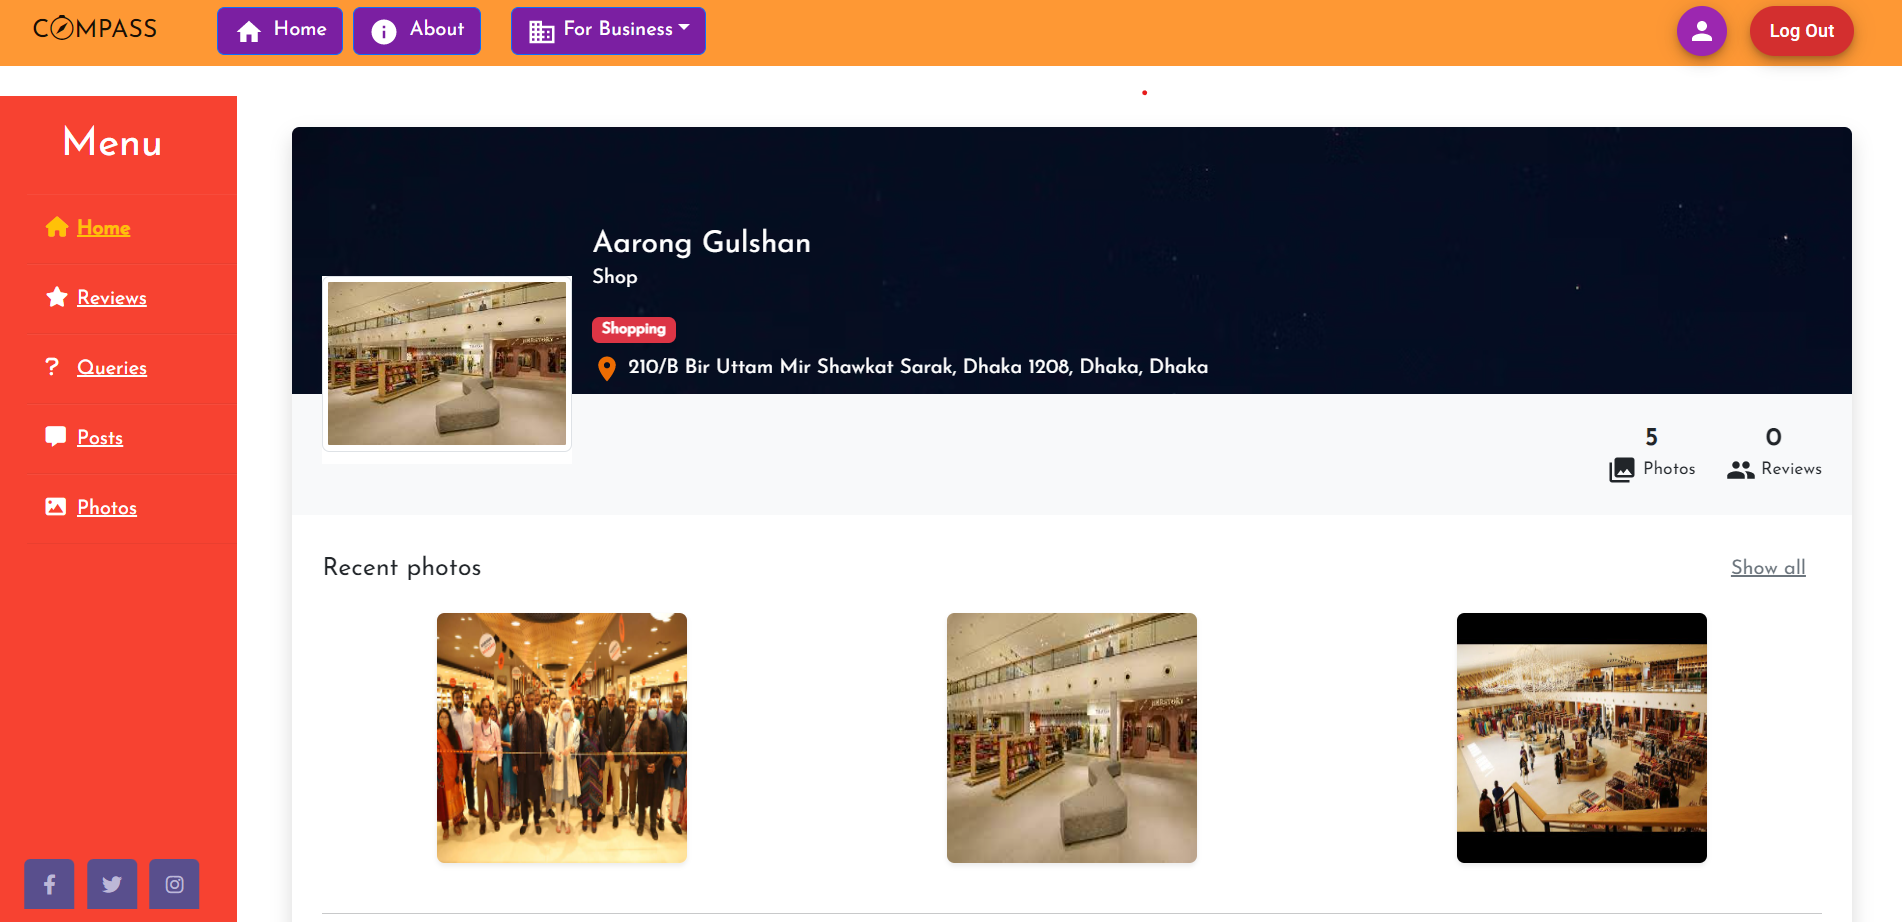 COMPASS
Home
About
For Business
Log Out
Menu
Home
Reviews
? Queries
Posts
Photos
Aarong Gulshan
Shop
Shopping
210/B Bir Uttam Mir Shawkat Sarak, Dhaka 1208, Dhaka, Dhaka
5
Photos
0
Reviews
Recent photos
Show all